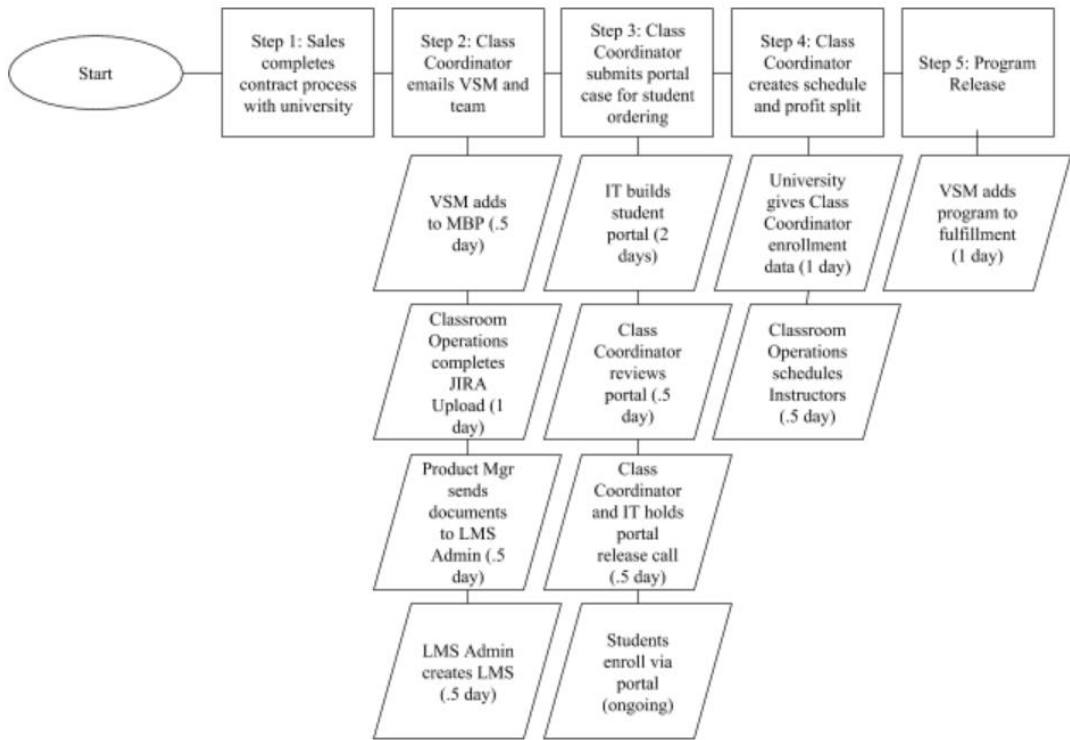 Start
Step 1: Sales
completes
contract process
with university
Step 2: Class
Coordinator
emails VSM and
team
Step 3: Class
Coordinator
submits portal
case for student
ordering
Step 4: Class
Coordinator
creates schedule
and profit split
Step 5: Program
Release
VSM adds
to MBP (.5
day)
IT builds
student
portal (2
days)
University
gives Class
Coordinator
enrollment
data (1 day)
VSM adds
program to
fulfillment
(1 day)
Classroom
Operations
completes
JIRA
Upload (1
day)
Class
Coordinator
reviews
portal (.5
day)
Classroom
Operations
schedules
Instructors
(.5 day)
Product Mgr
sends
documents
to LMS
Admin (.5
day)
Class
Coordinator
and IT holds
portal
release call
(.5 day)
LMS Admin
creates LMS
(.5 day)
Students
enroll via
portal
(ongoing)